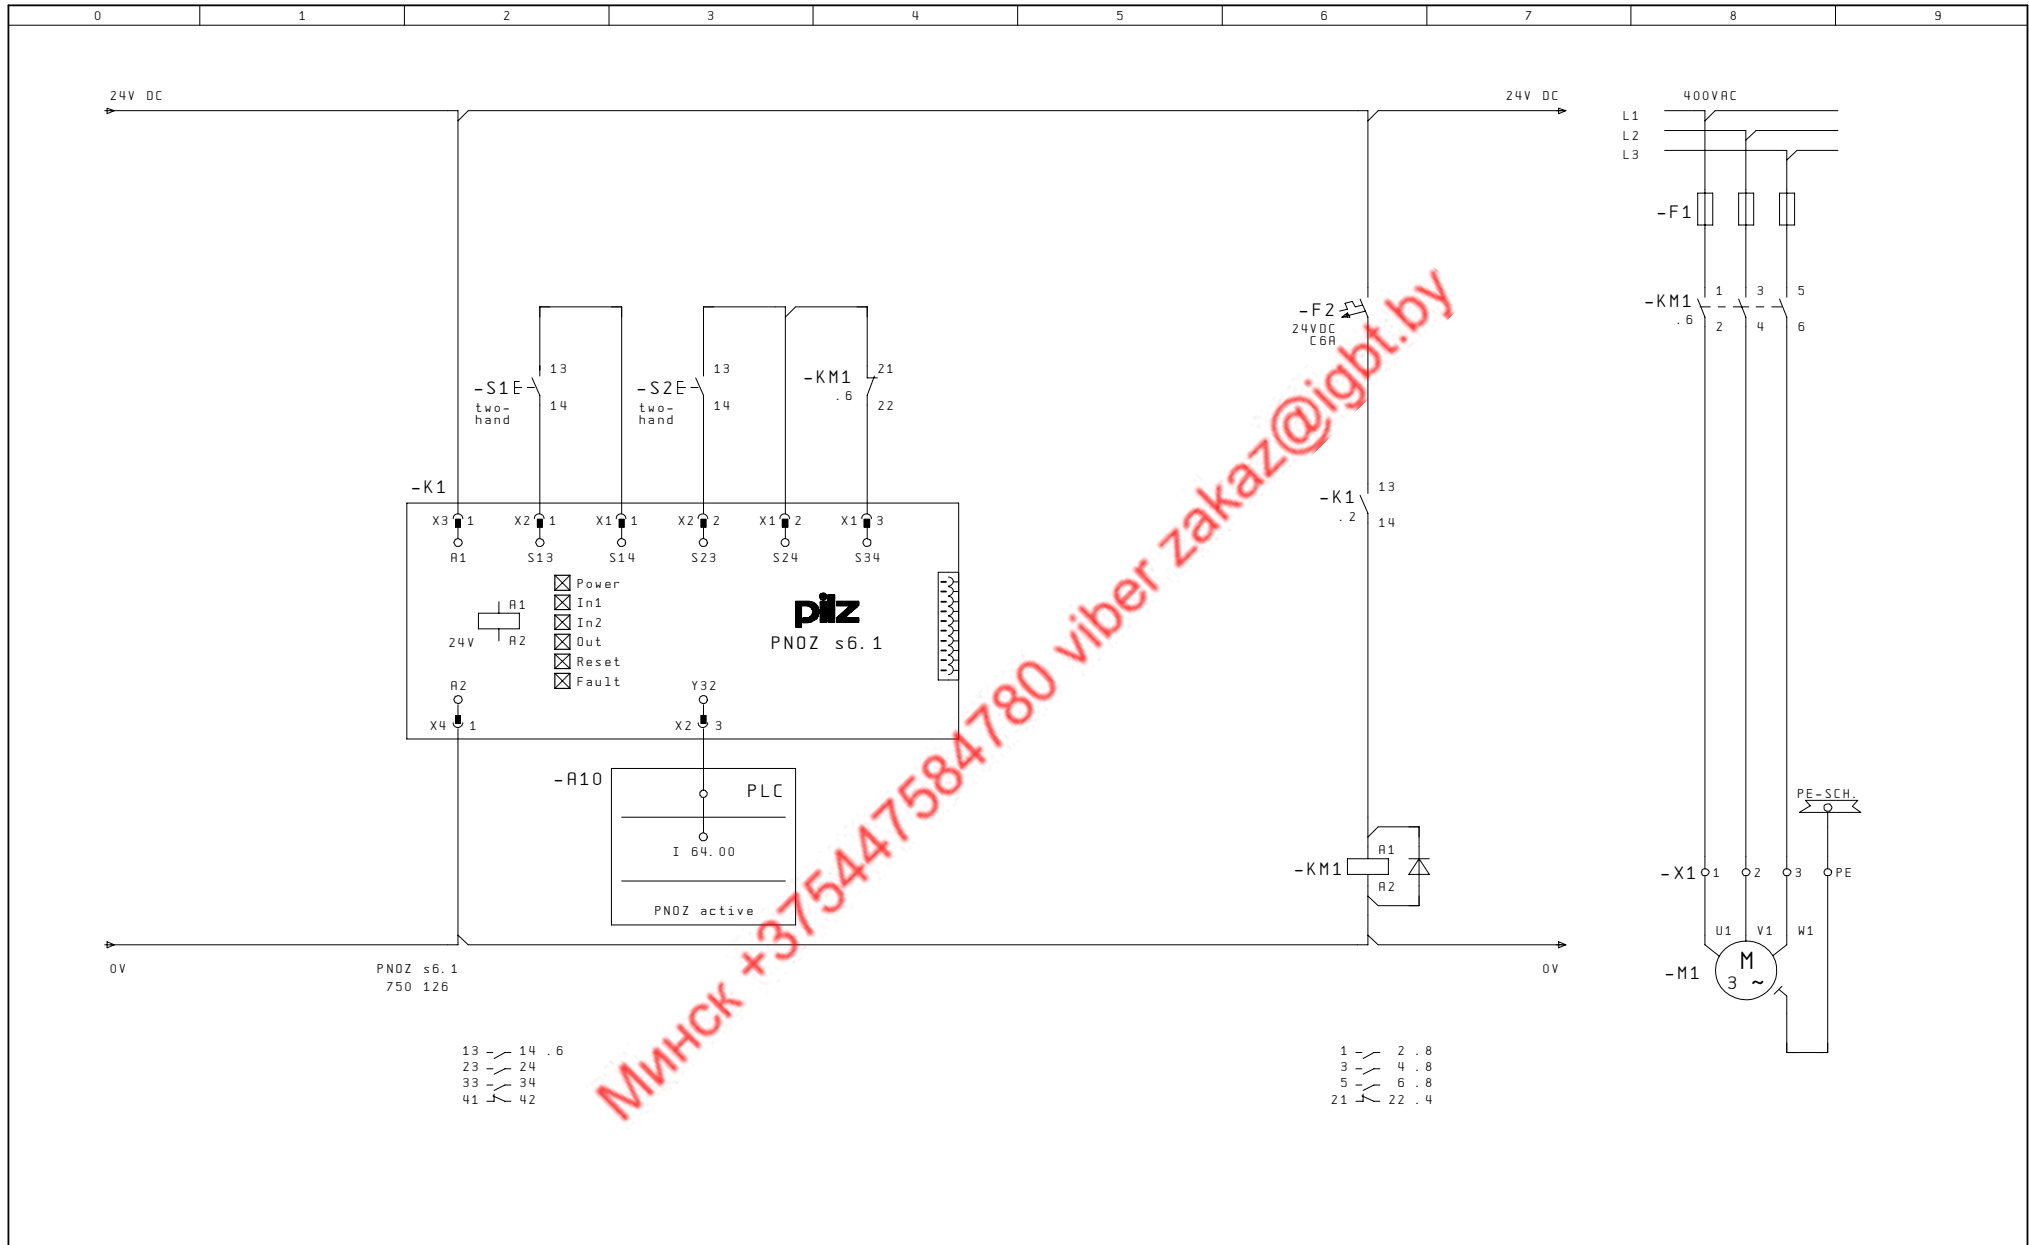 0 1 2 3 4 5 6 7 8 9
24V DC
24V DC
400VAC
L1
L2
L3
-F1
-F2
24VDC
C6A
-KM1 1 3 5
.6 2 4 6
-S1 13
two-
hand
14
-S2 13
two-
hand
14
-KM1 21
.6 22
-K1
X3 1 X2 1 X1 1 X2 2 X1 2 X1 3
A1 S13 S14 S23 S24 S34
-K1 13
.2 14
Power
In1
In2
Out
Reset
Fault
A1
24V A2
pilz
PNOZ s6.1
A2 Y32
X4 1 X2 3
-A10
PLC
I 64.00
PNOZ active
-KM1 A1
A2
PE-SCH.
-X1 1 2 3 PE
U1 V1 W1
-M1 M
3 ~
0V
0V
PNOZ s6.1
750 126
13 14 .6
23 24
33 34
41 42
1 2 .8
3 4 .8
5 6 .8
21 22 .4
Минск +375447584780 viber zakaz@igbt.by